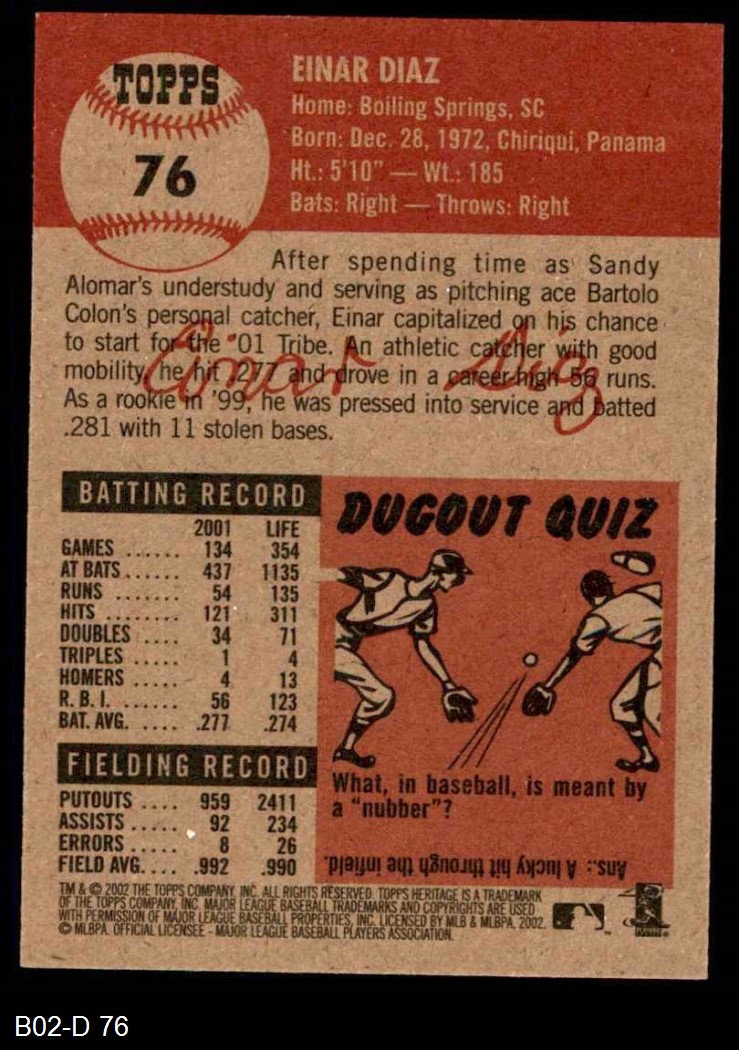 TOPPS
76
EINAR DIAZ
Home: Boiling Springs, SC
Born: Dec. 28, 1972, Chiriqui, Panama
Ht.: 5'10" — Wt.: 185
Bats: Right — Throws: Right
After spending time as Sandy
Alomar's understudy and serving as pitching ace Bartolo
Colon's personal catcher, Einar capitalized on his chance
to start for the '01 Tribe. An athletic catcher with good
mobility, he hit .277 and drove in a career-high 56 runs.
As a rookie in '99, he was pressed into service and batted
.281 with 11 stolen bases.
Einar Diaz
BATTING RECORD
2001 LIFE
GAMES ...... 134 354
AT BATS...... 437 1135
RUNS ....... 54 135
HITS ........ 121 311
DOUBLES .... 34 71
TRIPLES ..... 1 4
HOMERS ..... 4 13
R. B. I. ...... 56 123
BAT. AVG. .... .277 .274
FIELDING RECORD
PUTOUTS .... 959 2411
ASSISTS ..... 92 234
ERRORS ..... 8 26
FIELD AVG. ... .992 .990
DUGOUT QUIZ
What, in baseball, is meant by
a "nubber"?
Ans.: A lucky hit through the infield.
TM & © 2002 THE TOPPS COMPANY, INC. ALL RIGHTS RESERVED. TOPPS HERITAGE IS A TRADEMARK
OF THE TOPPS COMPANY, INC. MAJOR LEAGUE BASEBALL TRADEMARKS AND COPYRIGHTS ARE USED
WITH PERMISSION OF MAJOR LEAGUE BASEBALL PROPERTIES, INC. LICENSED BY MLB & MLBPA, 2002.
© MLBPA. OFFICIAL LICENSEE - MAJOR LEAGUE BASEBALL PLAYERS ASSOCIATION.
B02-D 76